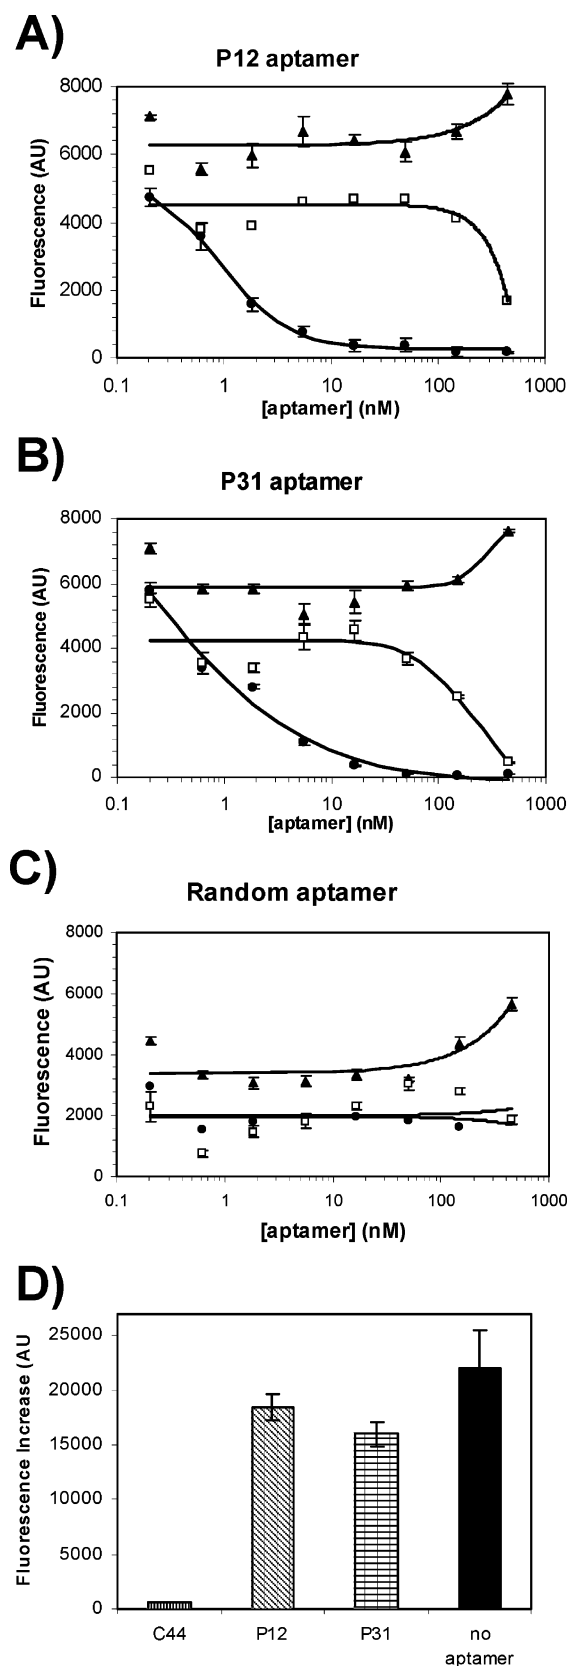 A)
P12 aptamer
8000
6000
4000
2000
0
Fluorescence (AU)
0.1 1 10 100 1000
[aptamer] (nM)
B)
P31 aptamer
8000
6000
4000
2000
0
Fluorescence (AU)
0.1 1 10 100 1000
[aptamer] (nM)
C)
Random aptamer
8000
6000
4000
2000
0
Fluorescence (AU)
0.1 1 10 100 1000
[aptamer] (nM)
D)
25000
20000
15000
10000
5000
0
Fluorescence Increase (AU
C44 P12 P31 no
aptamer